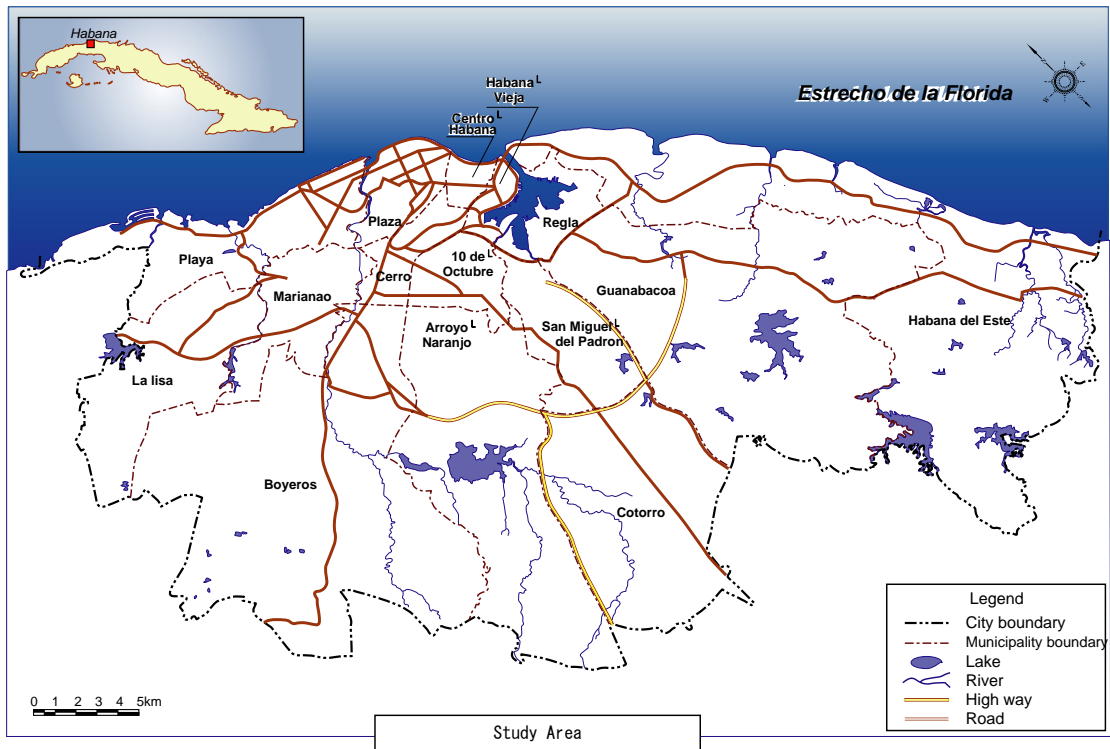 Habana
Estrecho de la Florida
N
E
S
W
Habana L
Vieja
Centro L
Habana
Plaza
Regla
Playa
10 de L
Octubre
Cerro
Marianao
Guanabacoa
Arroyo L
Naranjo
San Miguel L
del Padron
Habana del Este
La lisa
Boyeros
Cotorro
Legend
City boundary
Municipality boundary
Lake
River
High way
Road
0 1 2 3 4 5km
Study Area